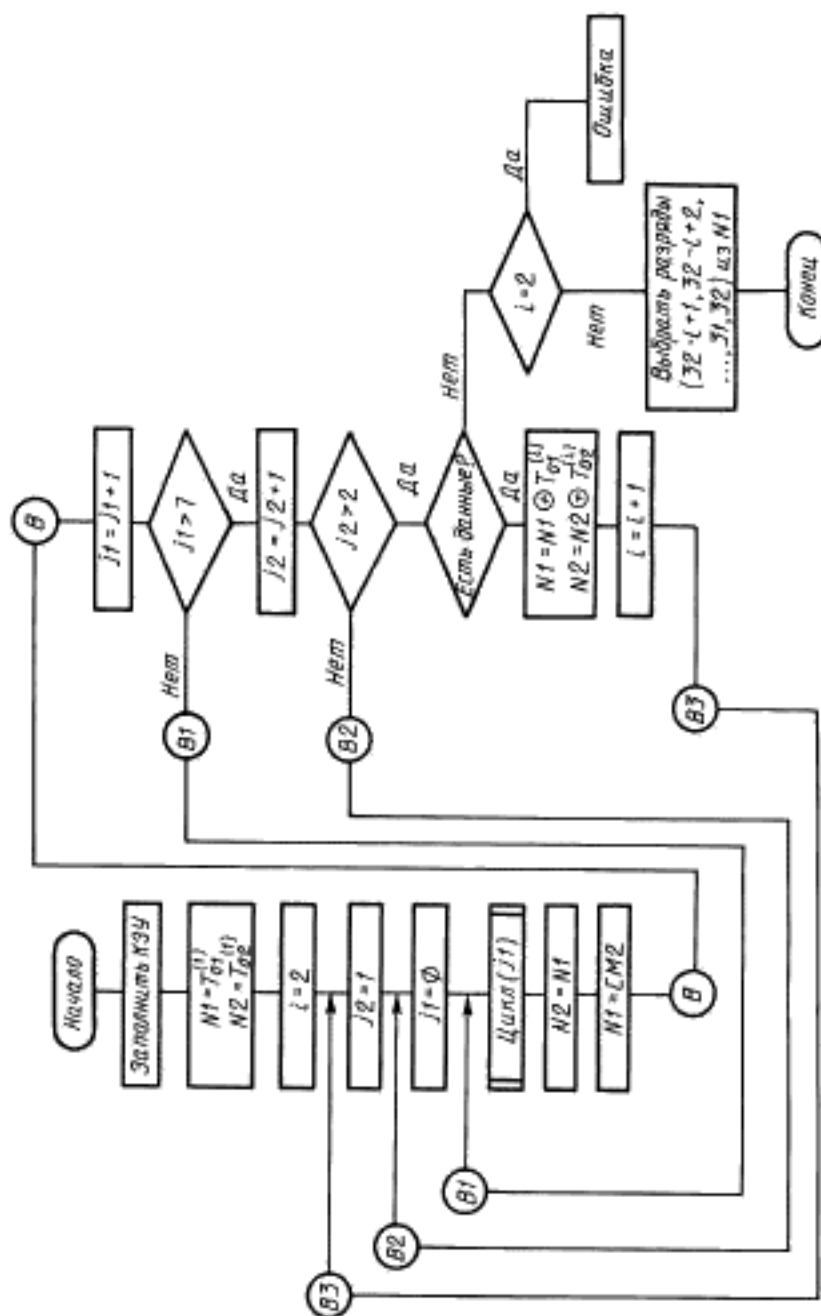 Начало
Заполнить КЗУ
N1=T01^(1)
N2=T02^(1)
i=2
j2=1
j1=0
Цикл(j1)
N2=N1
N1=CM2
B
B1
B2
B3
B
j1=j1+1
j1>7
Нет
Да
B1
j2=j2+1
j2>2
Нет
Да
B2
Есть данные?
Нет
Да
N1=N1⊕T01^(i)
N2=N2⊕T02^(i)
i=i+1
B3
i=2
Да
Нет
Ошибка
Выбрать разряды
(32-i+1,32-i+2,
...,31,32) из N1
Конец